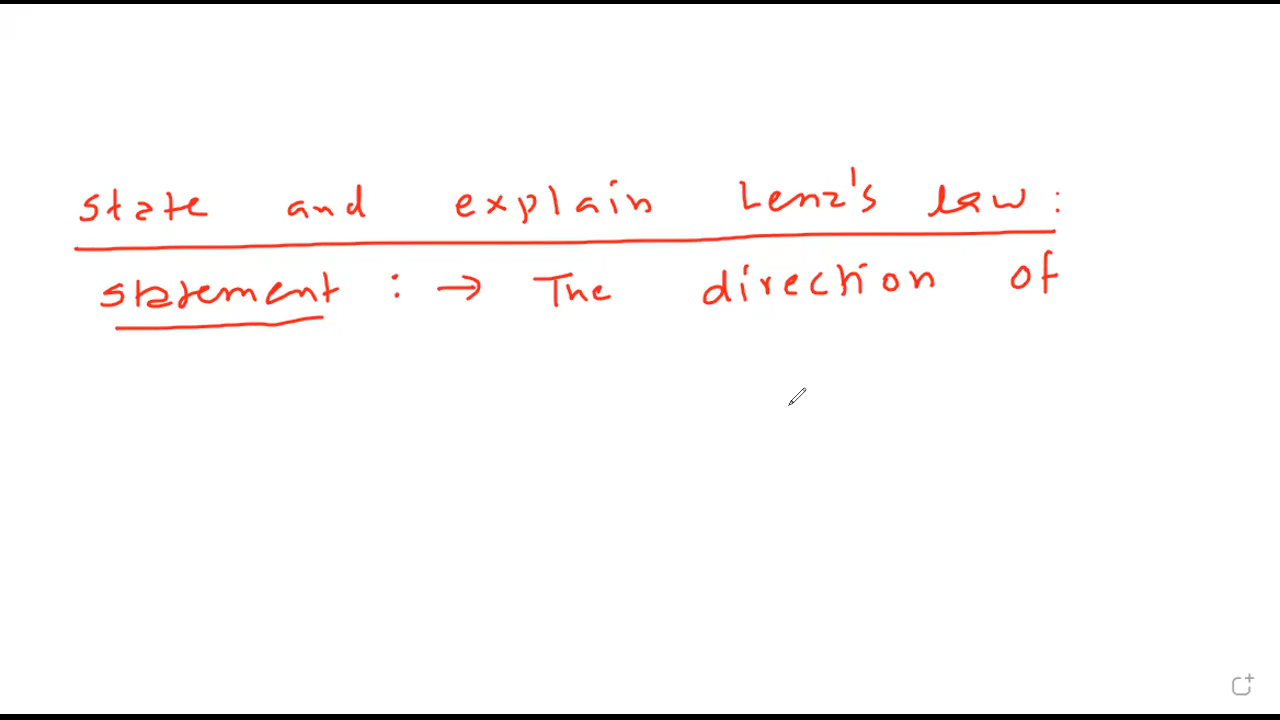 state and explain Lenz's law :
statement : → The direction of